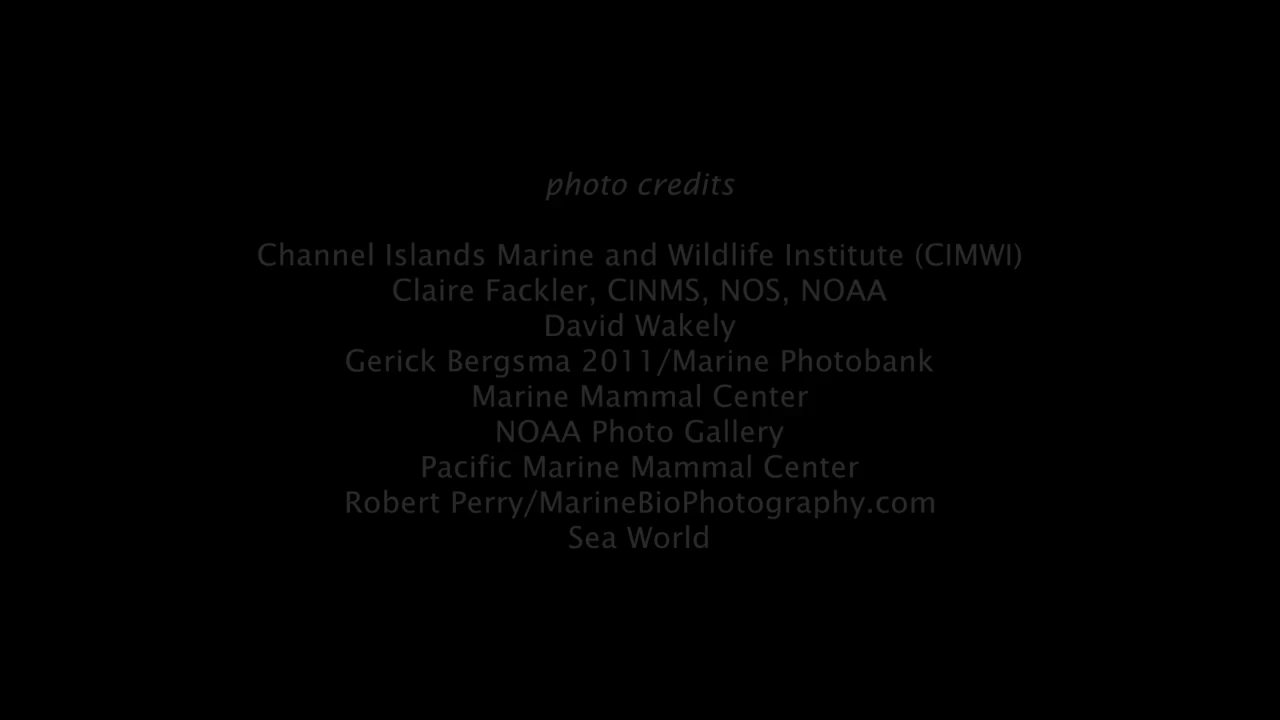 photo credits
Channel Islands Marine and Wildlife Institute (CIMWI)
Claire Fackler, CINMS, NOS, NOAA
David Wakely
Gerick Bergsma 2011/Marine Photobank
Marine Mammal Center
NOAA Photo Gallery
Pacific Marine Mammal Center
Robert Perry/MarineBioPhotography.com
Sea World